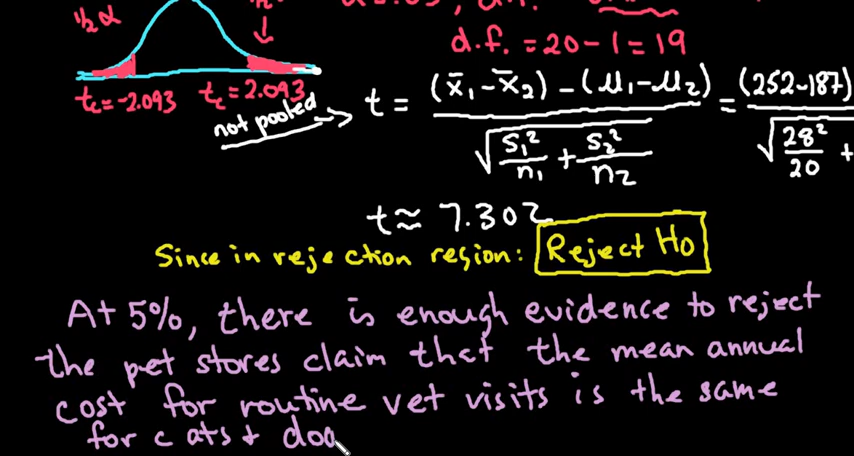 ½α
d.f. = 20-1 = 19
tc=-2.093 tc=2.093
not pooled
t = (x̄₁-x̄₂) - (μ₁-μ₂) / √(s₁²/n₁ + s₂²/n₂) = (252-187) / √(28²/20 +
t≈ 7.302
Since in rejection region: Reject H₀
At 5%, there is enough evidence to reject
the pet stores claim that the mean annual
cost for routine vet visits is the same
for cats + dog